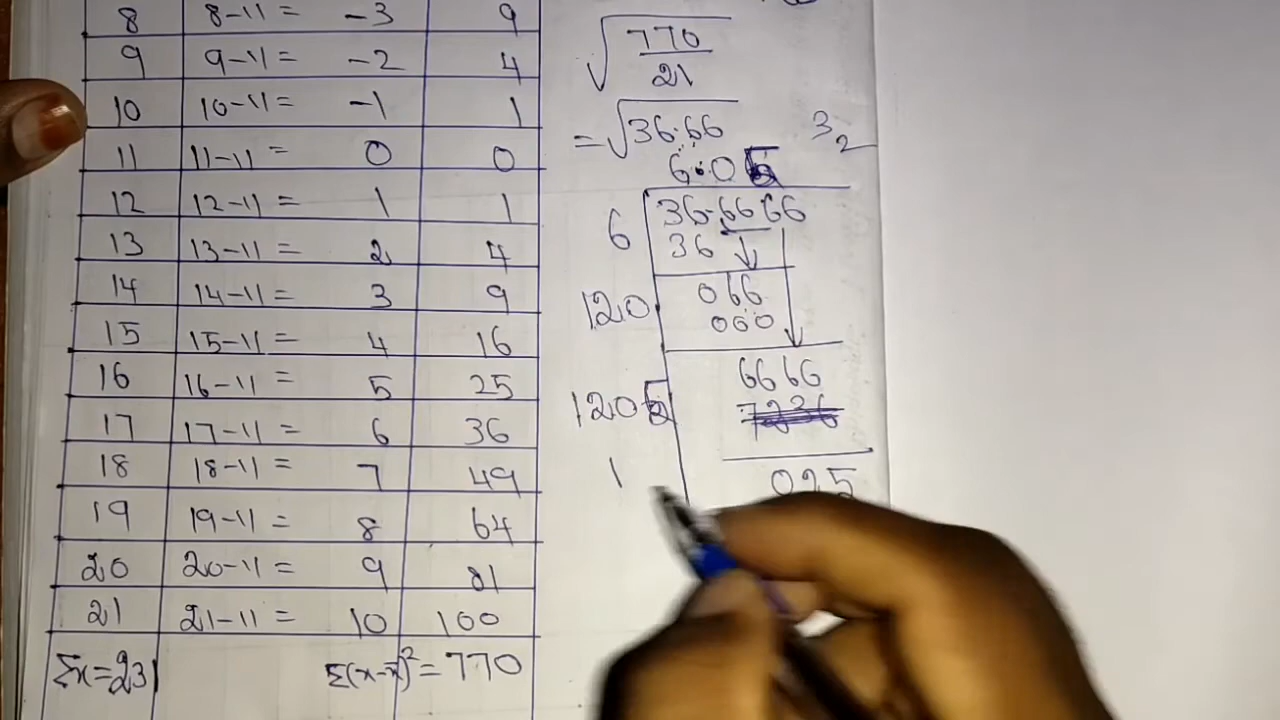 8 8-11 = -3 9
9 9-11 = -2 4
10 10-11 = -1 1
11 11-11 = 0 0
12 12-11 = 1 1
13 13-11 = 2 4
14 14-11 = 3 9
15 15-11 = 4 16
16 16-11 = 5 25
17 17-11 = 6 36
18 18-11 = 7 49
19 19-11 = 8 64
20 20-11 = 9 81
21 21-11 = 10 100
Σx=231 Σ(x-x̄)²=770
√770/21
=√36.66
32
6.0
6 36.6666
36
120 066
000
6666
120
1 025